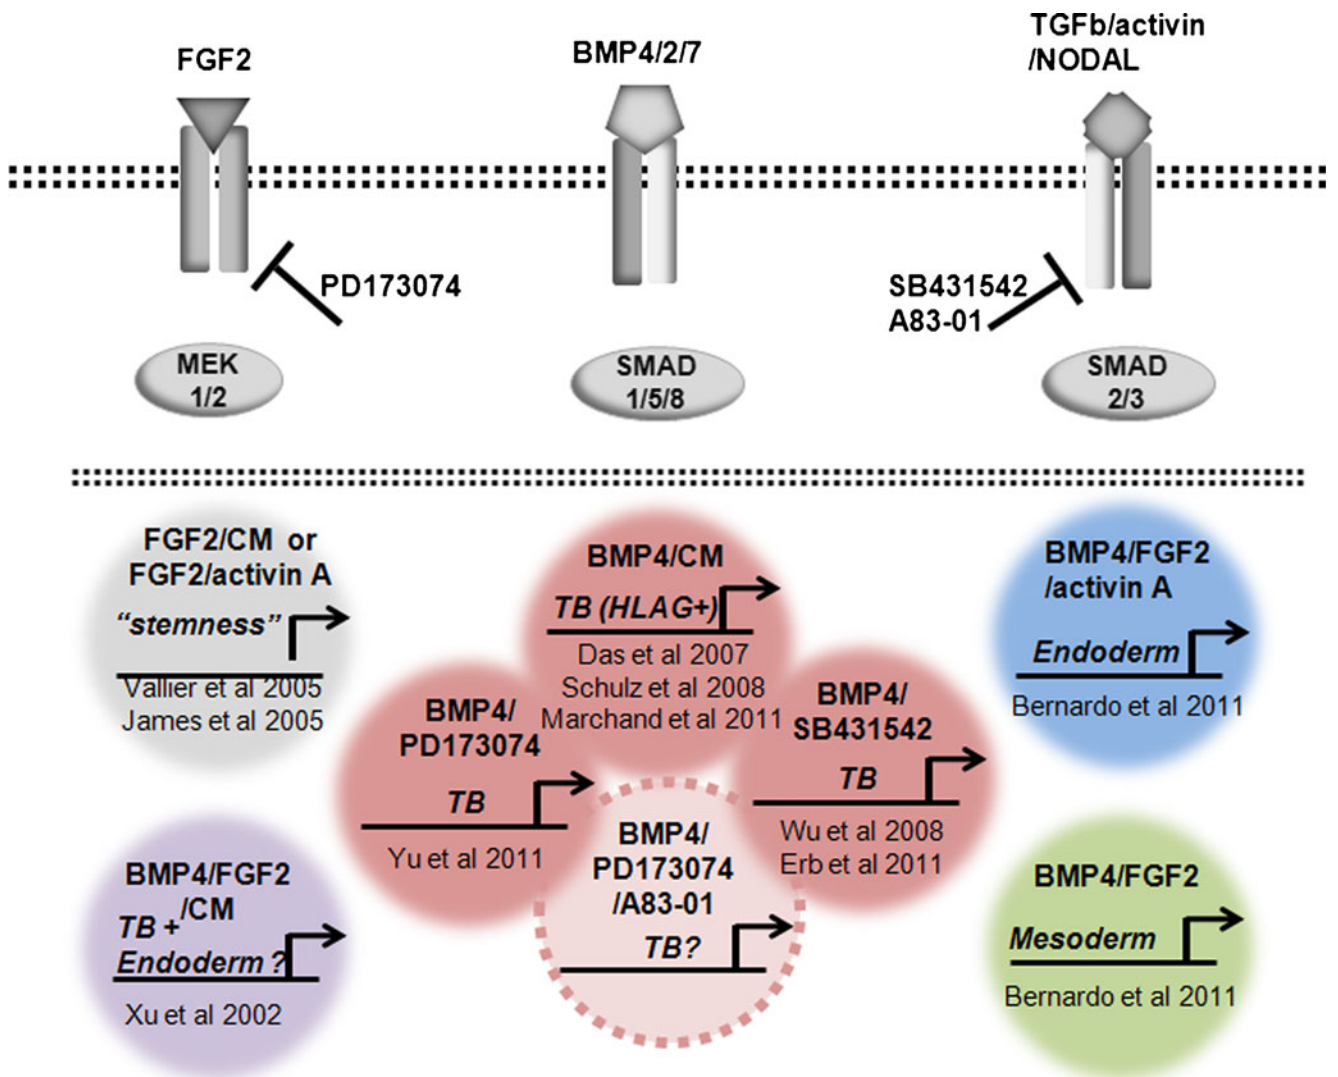 FGF2
BMP4/2/7
TGFb/activin
/NODAL
PD173074
SB431542
A83-01
MEK
1/2
SMAD
1/5/8
SMAD
2/3
FGF2/CM or
FGF2/activin A
“stemness”
Vallier et al 2005
James et al 2005
BMP4/CM
TB (HLAG+)
Das et al 2007
Schulz et al 2008
Marchand et al 2011
BMP4/FGF2
/activin A
Endoderm
Bernardo et al 2011
BMP4/
PD173074
TB
Yu et al 2011
BMP4/
SB431542
TB
Wu et al 2008
Erb et al 2011
BMP4/FGF2
/CM
TB +
Endoderm ?
Xu et al 2002
BMP4/
PD173074
/A83-01
TB?
BMP4/FGF2
Mesoderm
Bernardo et al 2011